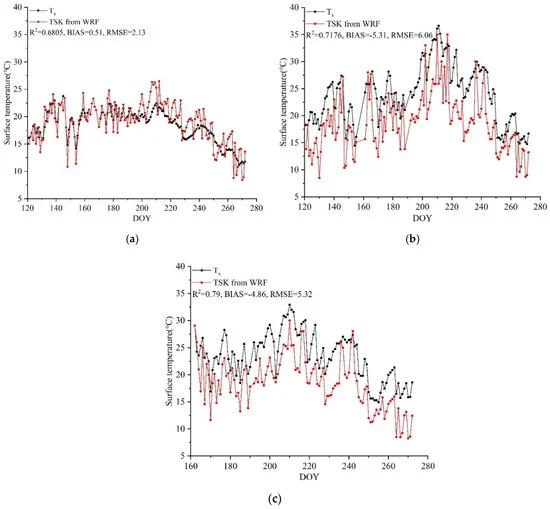 40
35
30
25
20
15
10
5
120 140 160 180 200 220 240 260 280
DOY
Surface temperature(°C)
Ts
TSK from WRF
R2=0.6805, BIAS=0.51, RMSE=2.13
(a)
40
35
30
25
20
15
10
5
120 140 160 180 200 220 240 260 280
DOY
Surface temperature(°C)
Ts
TSK from WRF
R2=0.7176, BIAS=-5.31, RMSE=6.06
(b)
40
35
30
25
20
15
10
5
160 180 200 220 240 260 280
DOY
Surface temperature(°C)
Ts
TSK from WRF
R2=0.79, BIAS=-4.86, RMSE=5.32
(c)